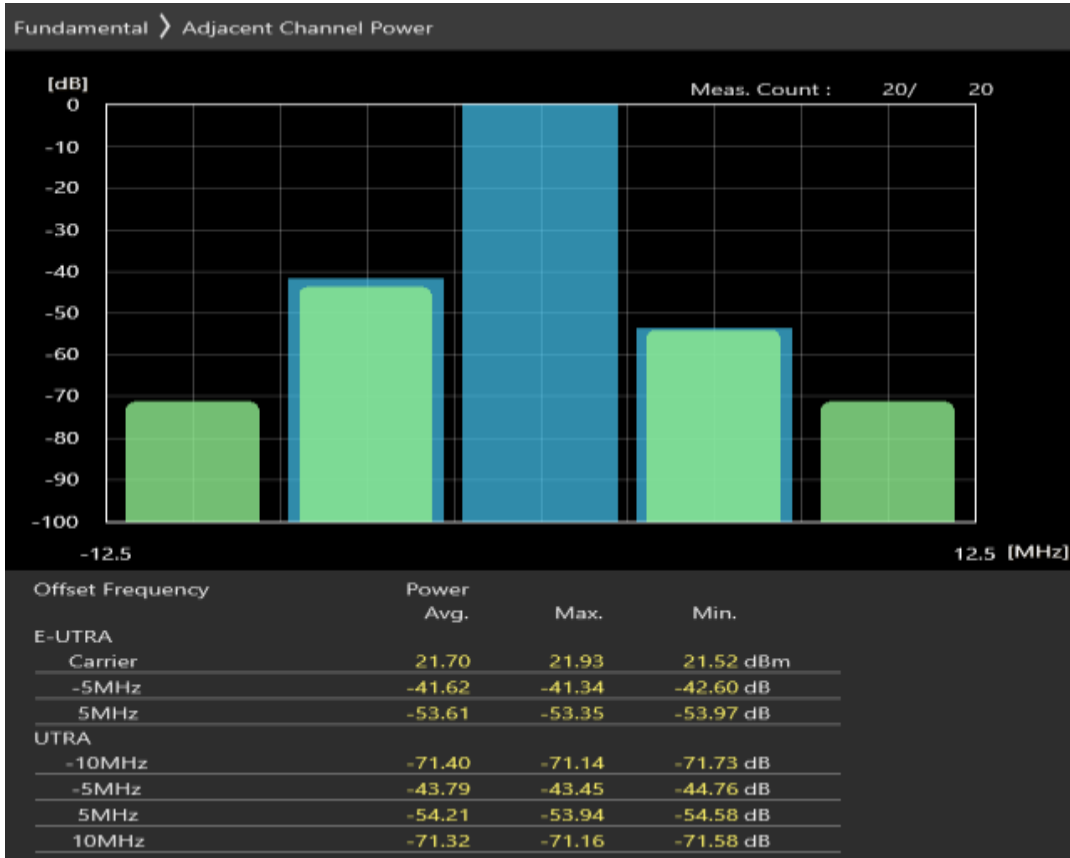 Fundamental 》 Adjacent Channel Power
[dB]
Meas. Count : 20/ 20
0
-10
-20
-30
-40
-50
-60
-70
-80
-90
-100
-12.5 12.5 [MHz]
Offset Frequency Power
Avg. Max. Min.
E-UTRA
Carrier 21.70 21.93 21.52 dBm
-5MHz -41.62 -41.34 -42.60 dB
5MHz -53.61 -53.35 -53.97 dB
UTRA
-10MHz -71.40 -71.14 -71.73 dB
-5MHz -43.79 -43.45 -44.76 dB
5MHz -54.21 -53.94 -54.58 dB
10MHz -71.32 -71.16 -71.58 dB